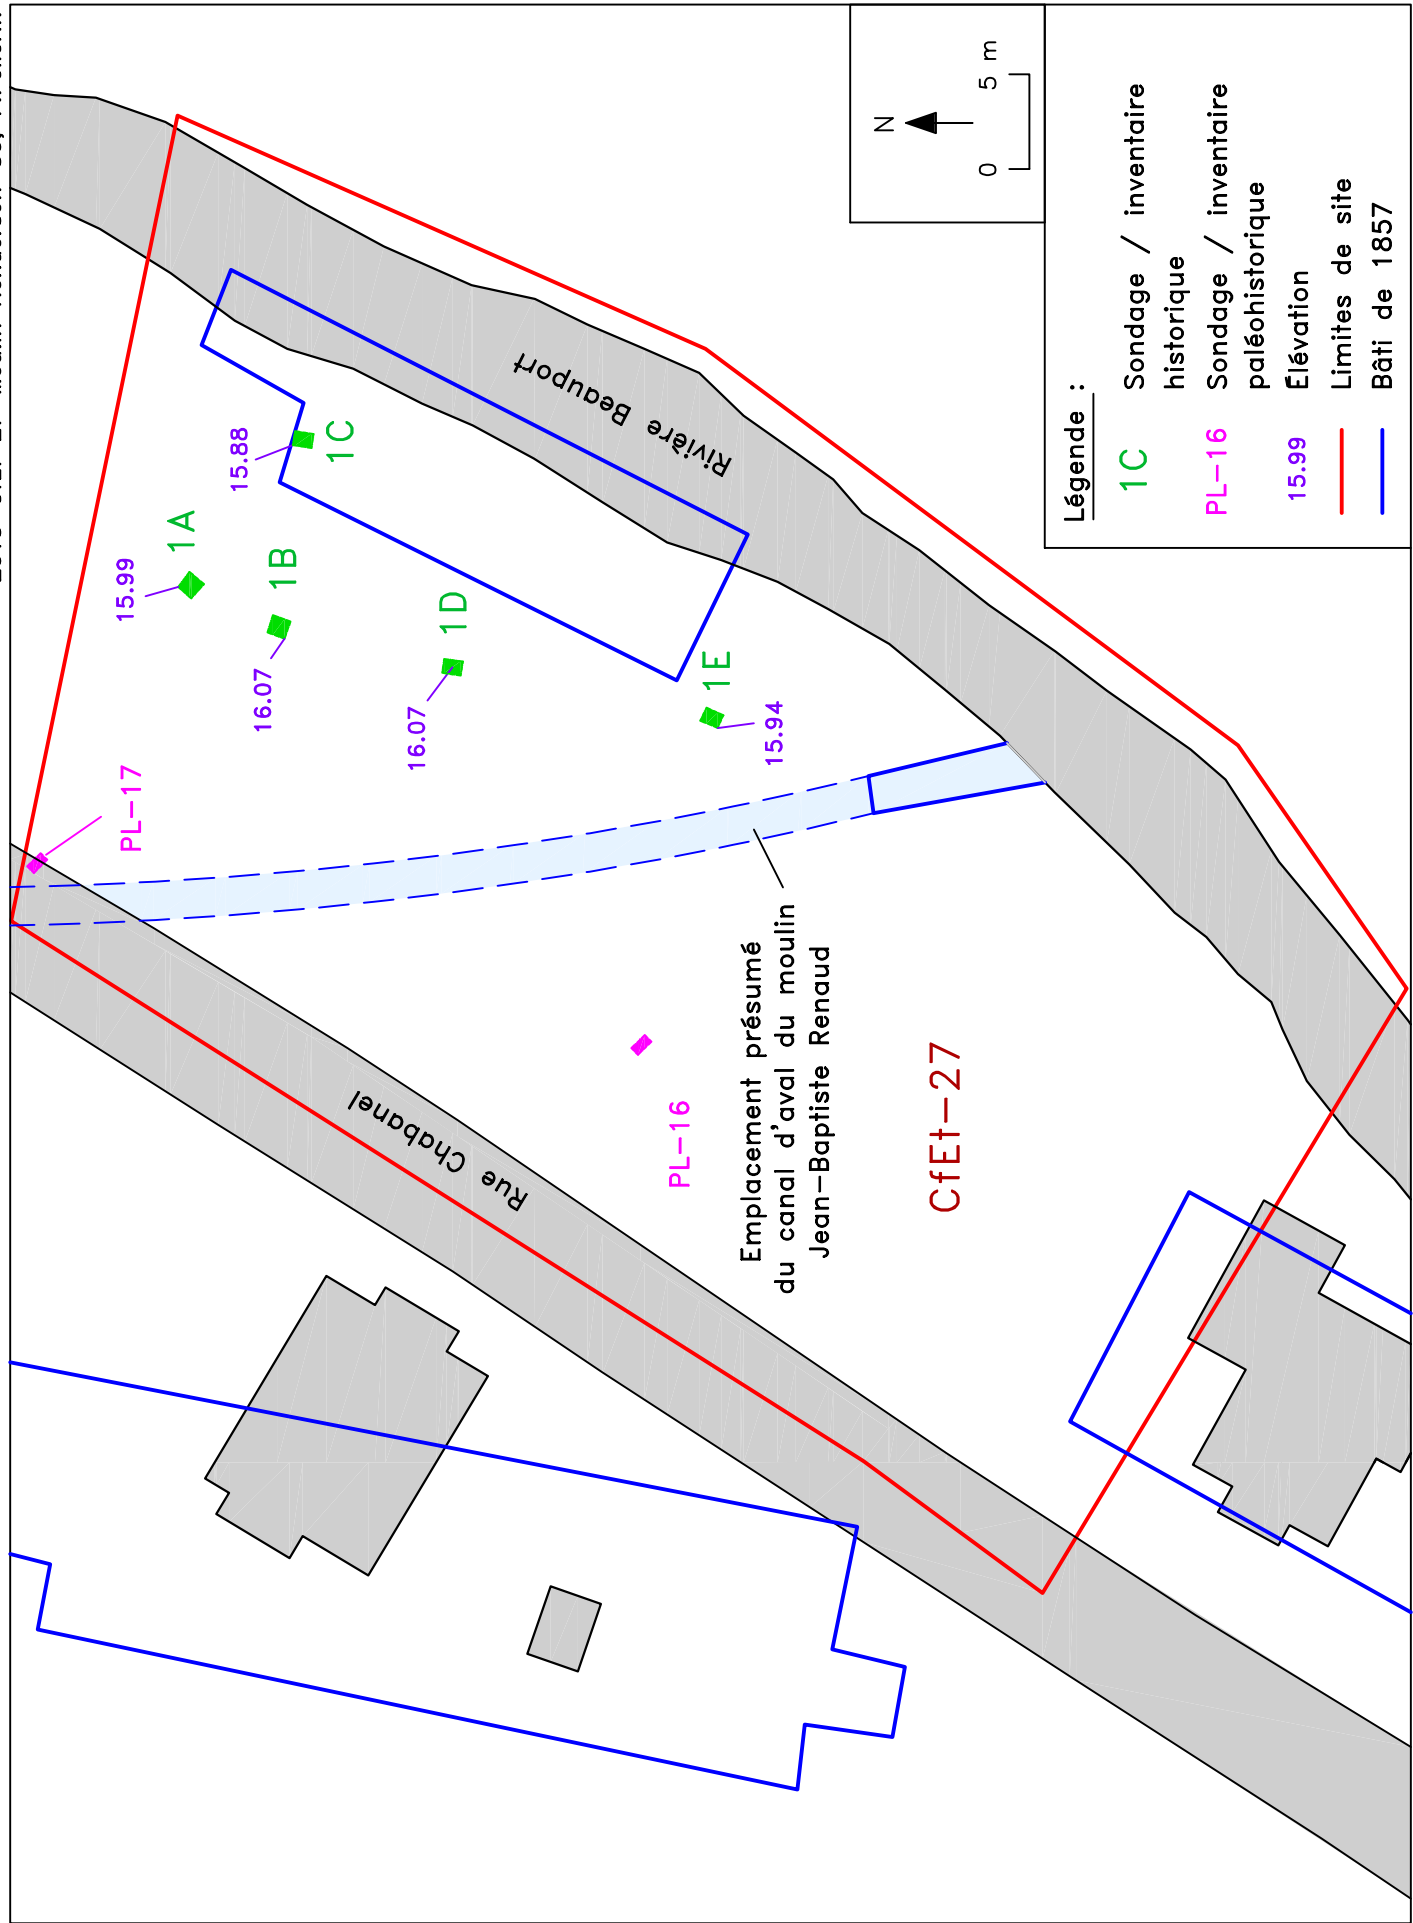 PL-17
15.99
1A
16.07
1B
15.88
1C
16.07
1D
1E
15.94
Rivière Beauport
Rue Chabanel
PL-16
Emplacement présumé
du canal d'aval du moulin
Jean-Baptiste Renaud
CfEt-27
N
0 5 m
Légende :
1C Sondage / inventaire
historique
PL-16 Sondage / inventaire
paléohistorique
15.99 Élévation
Limites de site
Bâti de 1857